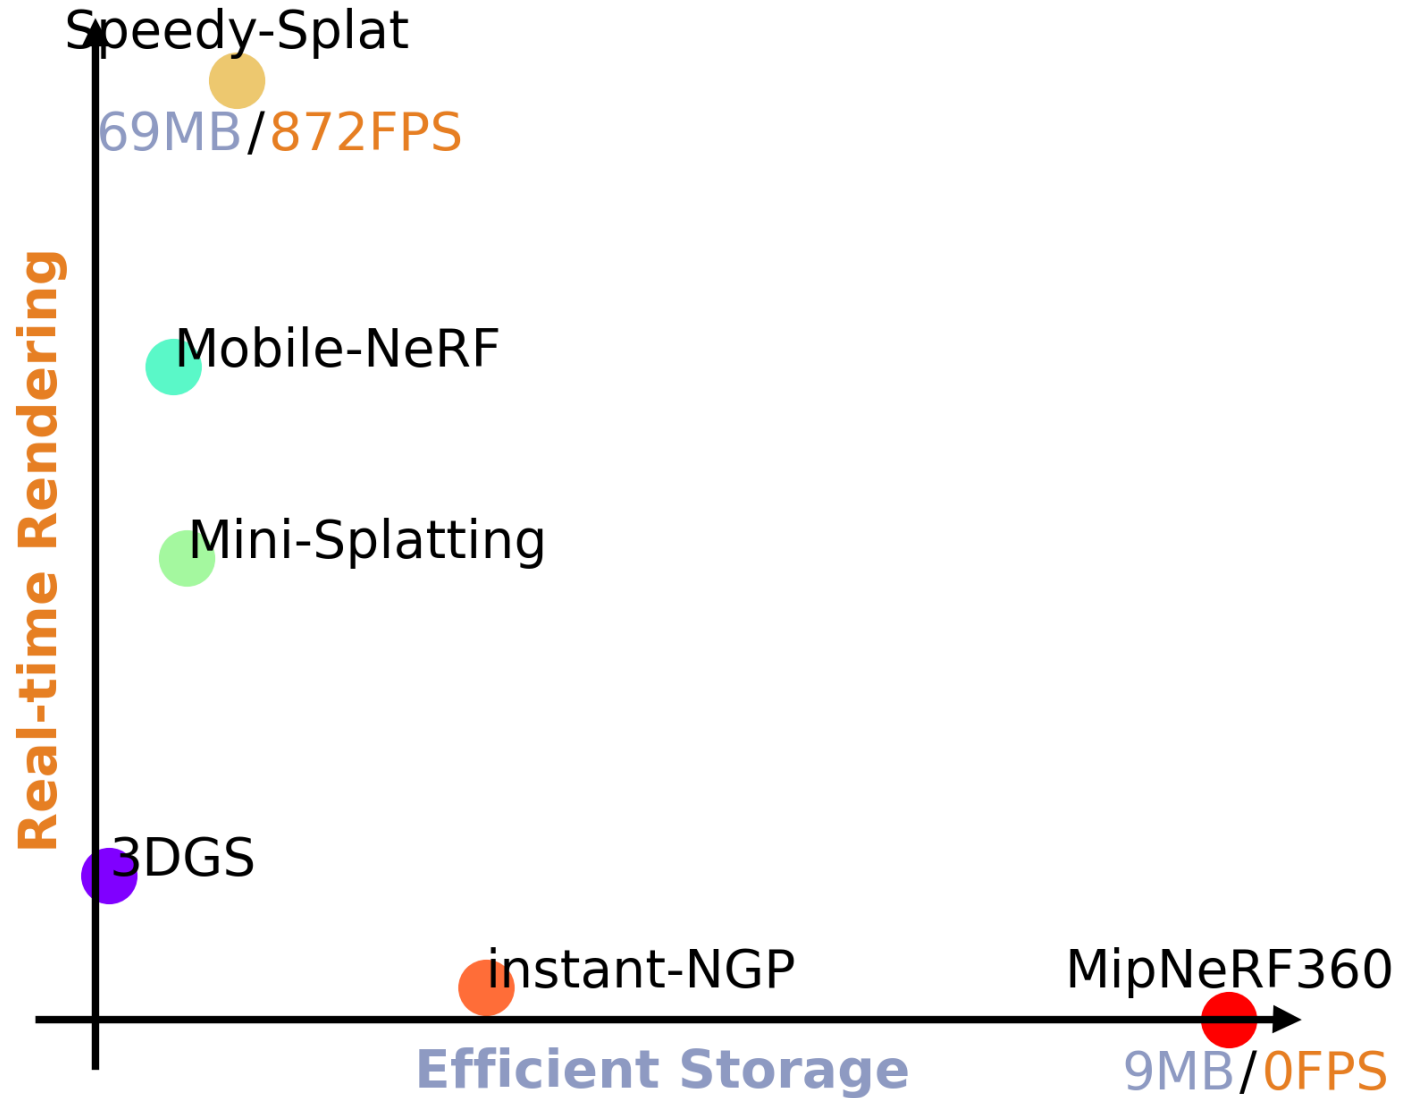 Speedy-Splat
69MB/872FPS
Real-time Rendering
Mobile-NeRF
Mini-Splatting
3DGS
instant-NGP
MipNeRF360
Efficient Storage
9MB/0FPS